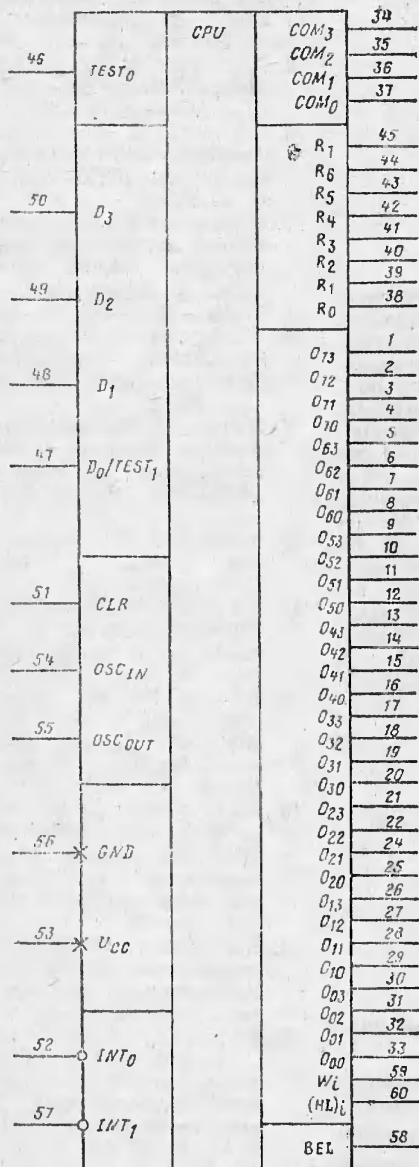 46 TEST₀
50 D₃
49 D₂
48 D₁
47 D₀/TEST₁
51 CLR
54 OSC IN
55 OSC OUT
56 GND
53 U CC
52 INT₀
57 INT₁
CPU
COM₃ 34
COM₂ 35
COM₁ 36
COM₀ 37
R₇ 45
R₆ 44
R₅ 43
R₄ 42
R₃ 41
R₂ 40
R₁ 39
R₀ 38
O₇₃ 1
O₇₂ 2
O₇₁ 3
O₇₀ 4
O₆₃ 5
O₆₂ 6
O₆₁ 7
O₆₀ 8
O₅₃ 9
O₅₂ 10
O₅₁ 11
O₅₀ 12
O₄₃ 13
O₄₂ 14
O₄₁ 15
O₄₀ 16
O₃₃ 17
O₃₂ 18
O₃₁ 19
O₃₀ 20
O₂₃ 21
O₂₂ 22
O₂₁ 24
O₂₀ 25
O₁₃ 26
O₁₂ 27
O₁₁ 28
O₁₀ 29
O₀₃ 30
O₀₂ 31
O₀₁ 32
O₀₀ 33
Wᵢ 59
(HL)ᵢ 60
BEL 58